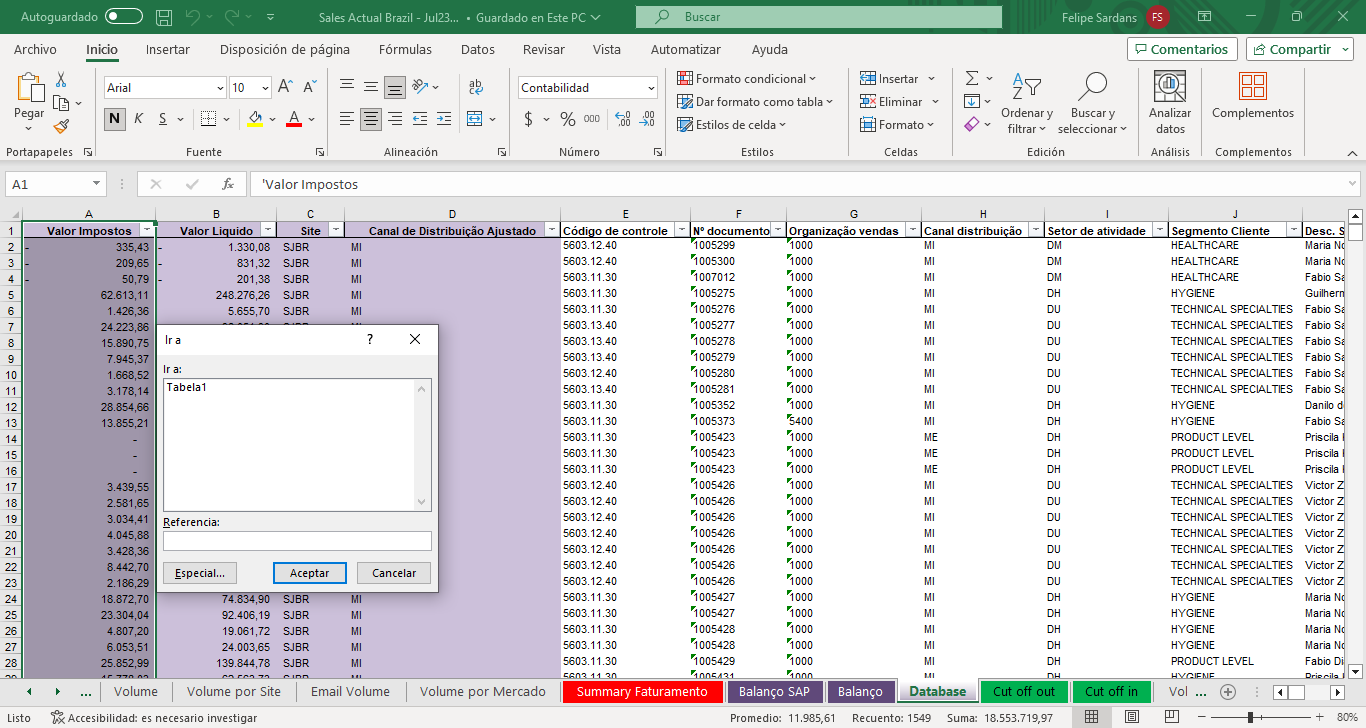 Autoguardado Sales Actual Brazil - Jul23... • Guardado en Este PC Buscar Felipe Sardans FS
Archivo Inicio Insertar Disposición de página Fórmulas Datos Revisar Vista Automatizar Ayuda Comentarios Compartir
Pegar
Portapapeles
Arial 10
N K S
Fuente
ab
Alineación
Contabilidad
$ % 000
Número
Formato condicional
Dar formato como tabla
Estilos de celda
Estilos
Insertar
Eliminar
Formato
Celdas
Ordenar y filtrar
Buscar y seleccionar
Edición
Analizar datos
Análisis
Complementos
Complementos
A1 fx 'Valor Impostos
A B C D E F G H I J
1 Valor Impostos Valor Liquido Site Canal de Distribuição Ajustado Código de controle Nº documento Organização vendas Canal distribuição Setor de atividade Segmento Cliente Desc. S
2 - 335,43 - 1.330,08 SJBR MI 5603.12.40 1005299 1000 MI DM HEALTHCARE Maria No
3 - 209,65 - 831,32 SJBR MI 5603.12.40 1005300 1000 MI DM HEALTHCARE Maria No
4 - 50,79 - 201,38 SJBR MI 5603.11.30 1007012 1000 MI DM HEALTHCARE Fabio Sa
5 62.613,11 248.276,26 SJBR MI 5603.11.30 1005275 1000 MI DH HYGIENE Guilherm
6 1.426,36 5.655,70 SJBR MI 5603.11.30 1005276 1000 MI DU TECHNICAL SPECIALTIES Fabio Sa
7 24.223,86 5603.13.40 1005277 1000 MI DU TECHNICAL SPECIALTIES Fabio Sa
8 15.890,75 5603.13.40 1005278 1000 MI DU TECHNICAL SPECIALTIES Fabio Sa
9 7.945,37 5603.13.40 1005279 1000 MI DU TECHNICAL SPECIALTIES Fabio Sa
10 1.668,52 5603.12.40 1005280 1000 MI DU TECHNICAL SPECIALTIES Fabio Sa
11 3.178,14 5603.13.40 1005281 1000 MI DU TECHNICAL SPECIALTIES Fabio Sa
12 28.854,66 5603.11.30 1005352 1000 MI DH HYGIENE Danilo d
13 13.855,21 5603.11.30 1005373 5400 MI DH HYGIENE Fabio Sa
14 - 5603.11.30 1005423 1000 ME DH PRODUCT LEVEL Priscila
15 - 5603.11.30 1005423 1000 ME DH PRODUCT LEVEL Priscila
16 - 5603.11.30 1005423 1000 ME DH PRODUCT LEVEL Priscila
17 3.439,55 5603.12.40 1005426 1000 MI DU TECHNICAL SPECIALTIES Victor Z
18 2.581,65 5603.12.40 1005426 1000 MI DU TECHNICAL SPECIALTIES Victor Z
19 3.034,41 5603.12.40 1005426 1000 MI DU TECHNICAL SPECIALTIES Victor Z
20 4.045,88 5603.12.40 1005426 1000 MI DU TECHNICAL SPECIALTIES Victor Z
21 3.428,36 5603.12.40 1005426 1000 MI DU TECHNICAL SPECIALTIES Victor Z
22 8.442,70 5603.12.40 1005426 1000 MI DU TECHNICAL SPECIALTIES Victor Z
23 2.186,29 5603.12.40 1005426 1000 MI DU TECHNICAL SPECIALTIES Victor Z
24 18.872,70 74.834,90 SJBR MI 5603.11.30 1005427 1000 MI DH HYGIENE Maria No
25 23.304,04 92.406,19 SJBR MI 5603.11.30 1005427 1000 MI DH HYGIENE Maria No
26 4.807,20 19.061,72 SJBR MI 5603.11.30 1005428 1000 MI DH HYGIENE Maria No
27 6.053,51 24.003,65 SJBR MI 5603.11.30 1005428 1000 MI DH HYGIENE Maria No
28 25.852,99 139.844,78 SJBR MI 5603.11.30 1005429 1000 MI DH PRODUCT LEVEL Fabio Di
Ir a ?
Ir a:
Tabela1
Referencia:
Especial... Aceptar Cancelar
... Volume Volume por Site Email Volume Volume por Mercado Summary Faturamento Balanço SAP Balanço Database Cut off out Cut off in Vol ...
Listo Accesibilidad: es necesario investigar Promedio: 11.985,61 Recuento: 1549 Suma: 18.553.719,97 80%